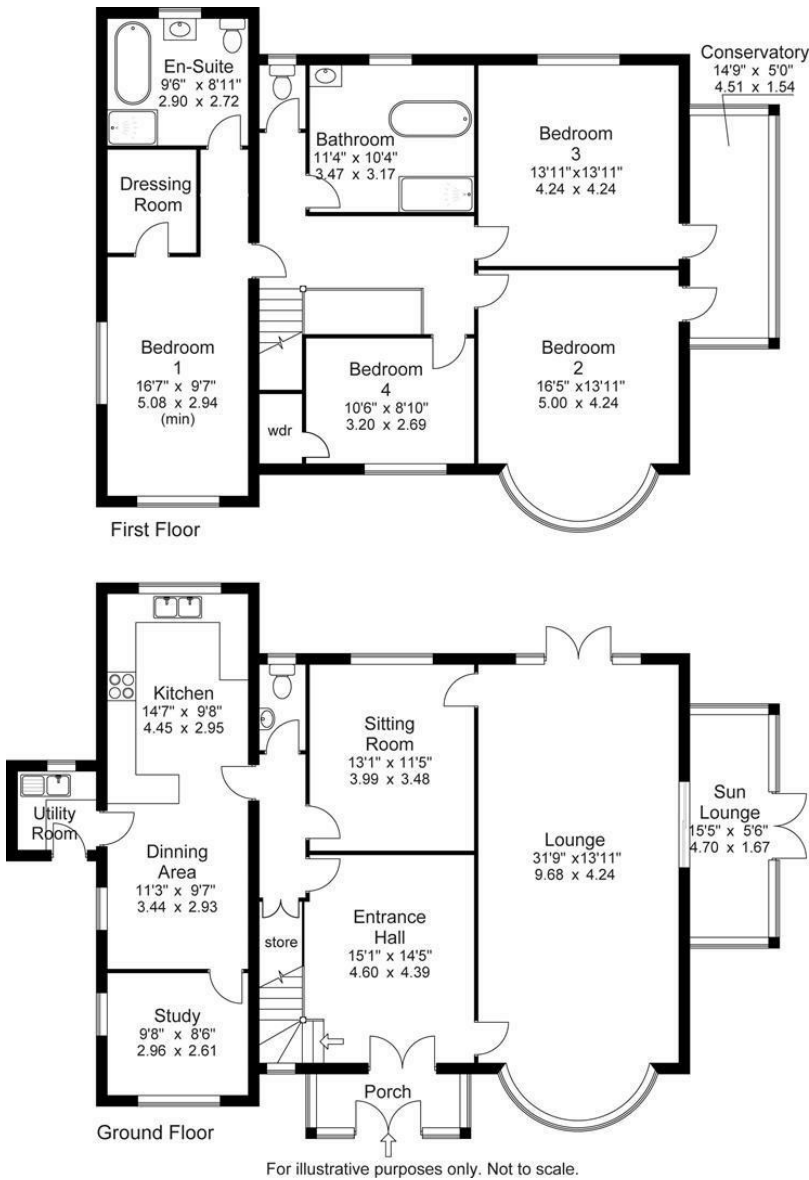 En-Suite
9'6" x 8'11"
2.90 x 2.72
Dressing
Room
Bathroom
11'4" x 10'4"
3.47 x 3.17
Bedroom
3
13'11" x 13'11"
4.24 x 4.24
Conservatory
14'9" x 5'0"
4.51 x 1.54
Bedroom
1
16'7" x 9'7"
5.08 x 2.94
(min)
wdr
Bedroom
4
10'6" x 8'10"
3.20 x 2.69
Bedroom
2
16'5" x 13'11"
5.00 x 4.24
First Floor
Kitchen
14'7" x 9'8"
4.45 x 2.95
Sitting
Room
13'1" x 11'5"
3.99 x 3.48
Utility
Room
Dinning
Area
11'3" x 9'7"
3.44 x 2.93
Lounge
31'9" x 13'11"
9.68 x 4.24
Sun
Lounge
15'5" x 5'6"
4.70 x 1.67
store
Entrance
Hall
15'1" x 14'5"
4.60 x 4.39
Study
9'8" x 8'6"
2.96 x 2.61
Porch
Ground Floor
For illustrative purposes only. Not to scale.